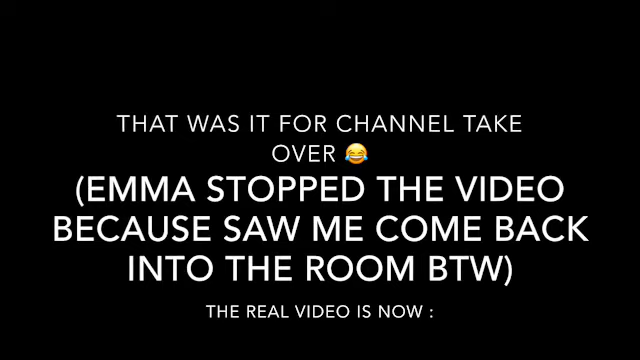 THAT WAS IT FOR CHANNEL TAKE
OVER 😂
(EMMA STOPPED THE VIDEO
BECAUSE SAW ME COME BACK
INTO THE ROOM BTW)
THE REAL VIDEO IS NOW :